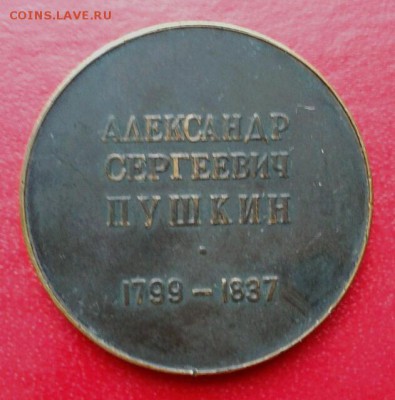 COINS.LAVE.RU
АЛЕКСАНДР
СЕРГЕЕВИЧ
ПУШКИН
1799 – 1837